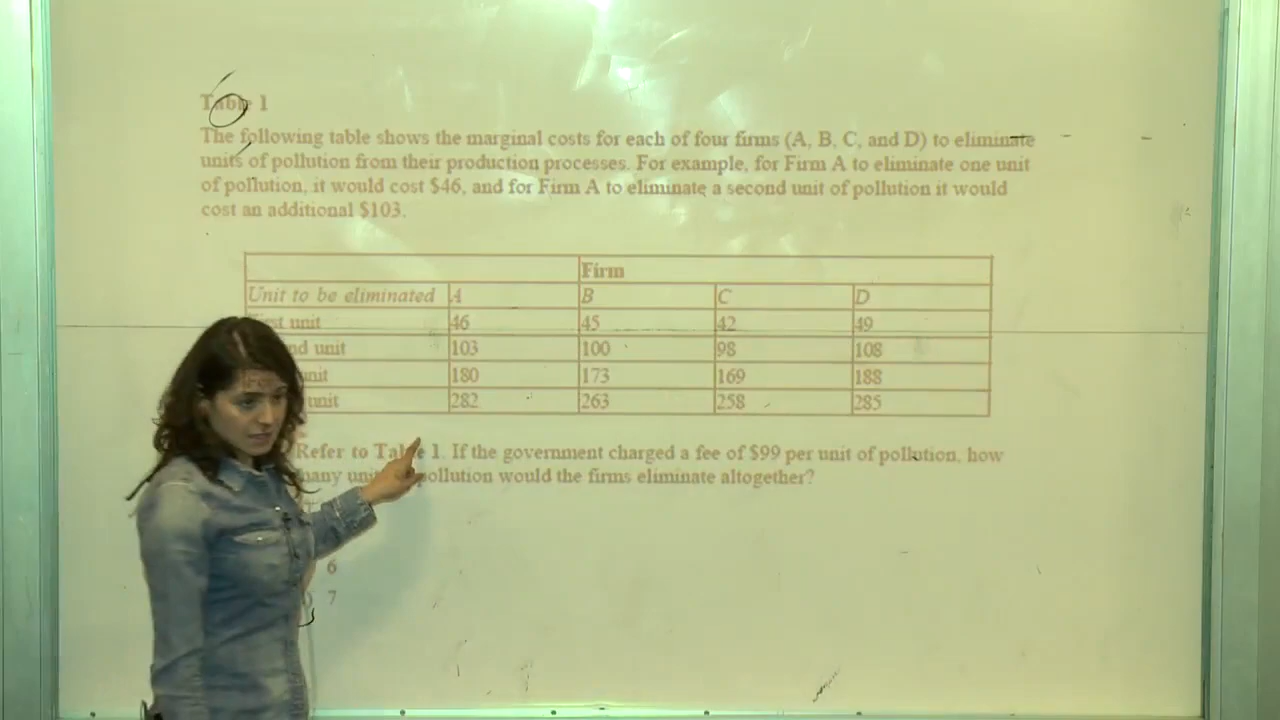 Table 1
The following table shows the marginal costs for each of four firms (A, B, C, and D) to eliminate
units of pollution from their production processes. For example, for Firm A to eliminate one unit
of pollution, it would cost $46, and for Firm A to eliminate a second unit of pollution it would
cost an additional $103.
Firm
Unit to be eliminated A B C D
unit 46 45 42 49
unit 103 100 98 108
unit 180 173 169 188
unit 282 263 258 285
Refer to Table 1. If the government charged a fee of $99 per unit of pollution, how
pollution would the firms eliminate altogether?
6
7